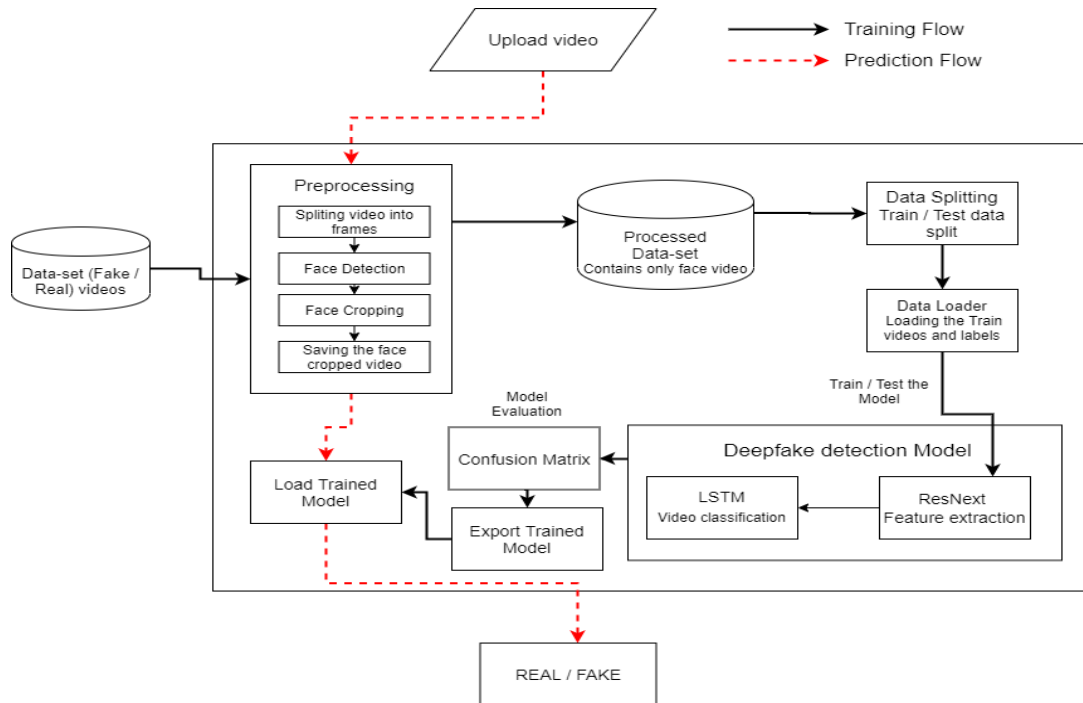 Upload video
Training Flow
Prediction Flow
Preprocessing
Spliting video into
frames
Face Detection
Face Cropping
Saving the face
cropped video
Data-set (Fake /
Real) videos
Processed
Data-set
Contains only face video
Data Splitting
Train / Test data
split
Data Loader
Loading the Train
videos and labels
Train / Test the
Model
Model
Evaluation
Confusion Matrix
Export Trained
Model
Load Trained
Model
Deepfake detection Model
LSTM
Video classification
ResNext
Feature extraction
REAL / FAKE